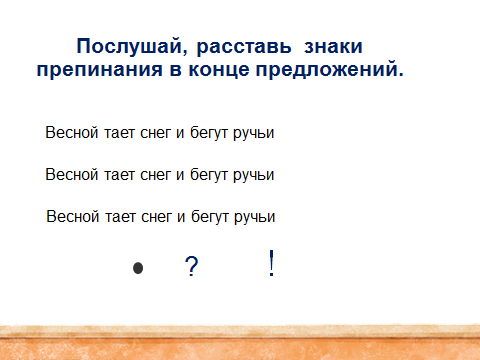 Послушай, расставь знаки
препинания в конце предложений.
Весной тает снег и бегут ручьи
Весной тает снег и бегут ручьи
Весной тает снег и бегут ручьи
. ? !